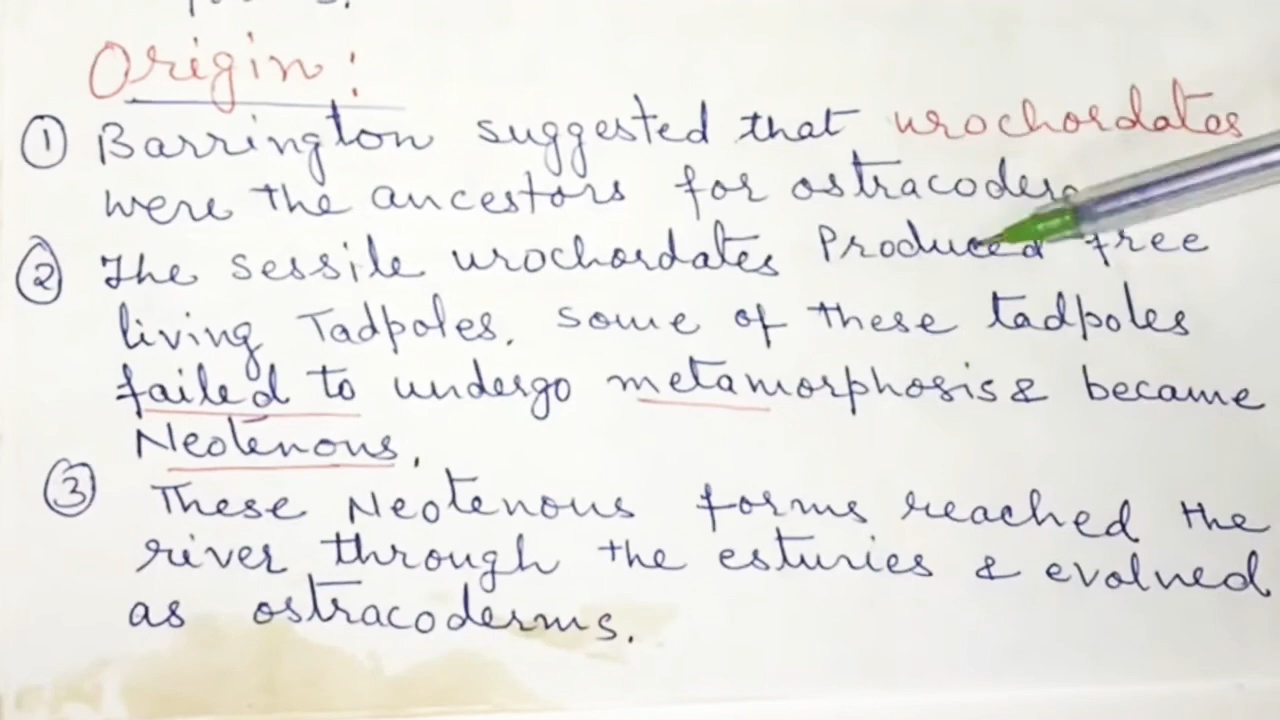 Origin:
① Barrington suggested that urochordates
were the ancestors for
② The sessile urochordates Produced free
living Tadpoles. some of these tadpoles
failed to undergo metamorphosis & became
Neotenous.
③ These Neotenous forms reached the
river through the esturies & evolved
as ostracoderms.